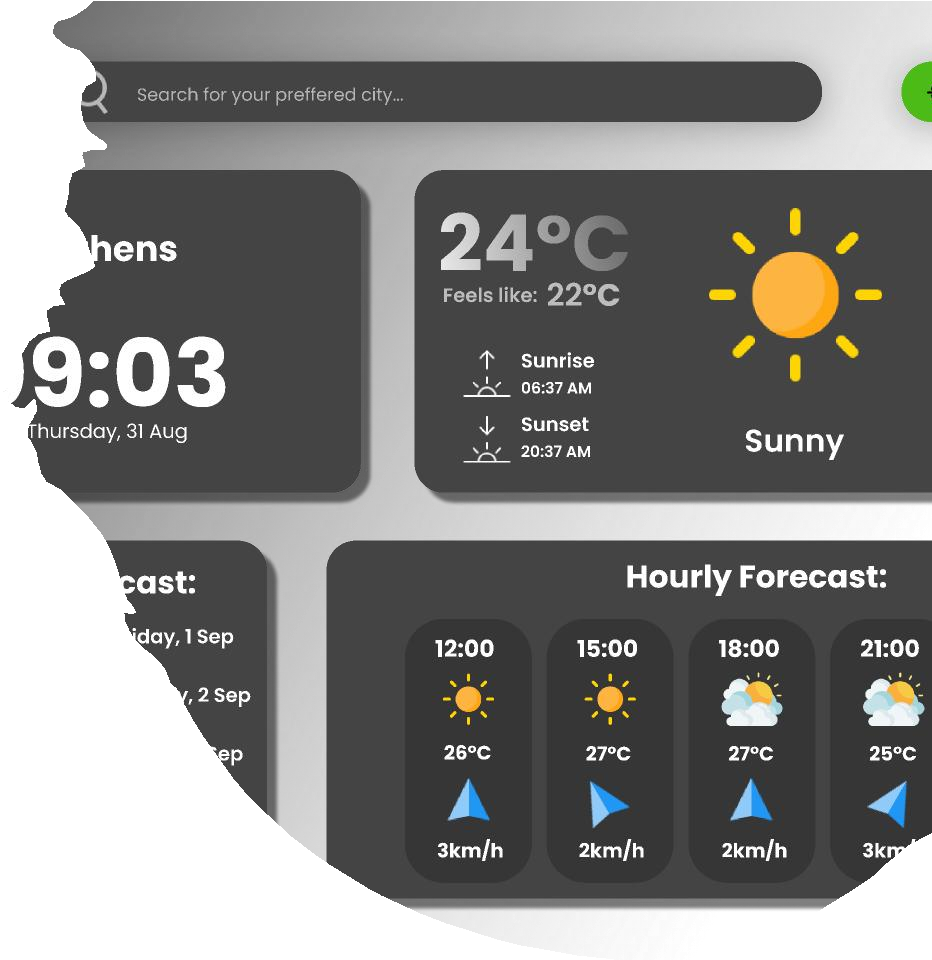 Search for your preffered city...
hens
9:03
Thursday, 31 Aug
24°C
Feels like: 22°C
Sunrise
06:37 AM
Sunset
20:37 AM
Sunny
cast:
iday, 1 Sep
y, 2 Sep
Sep
Hourly Forecast:
12:00 15:00 18:00 21:00
26°C 27°C 27°C 25°C
3km/h 2km/h 2km/h 3km/h